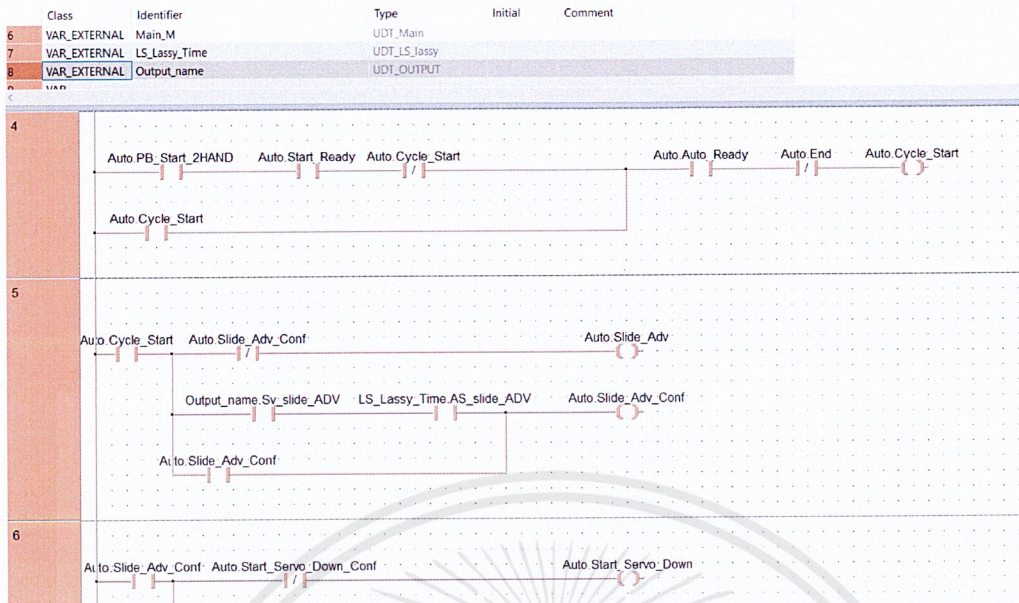 Class Identifier Type Initial Comment
6 VAR_EXTERNAL Main_M UDT_Main
7 VAR_EXTERNAL LS_Lassy_Time UDT_LS_lassy
8 VAR_EXTERNAL Output_name UDT_OUTPUT
9 VAR
<
4
Auto.PB_Start_2HAND Auto.Start_Ready Auto.Cycle_Start Auto.Auto_Ready Auto.End Auto.Cycle_Start
Auto.Cycle_Start
5
Auto.Cycle_Start Auto.Slide_Adv_Conf Auto.Slide_Adv
Output_name.Sv_slide_ADV LS_Lassy_Time.AS_slide_ADV Auto.Slide_Adv_Conf
Auto.Slide_Adv_Conf
6
Auto.Slide_Adv_Conf Auto.Start_Servo_Down_Conf Auto.Start_Servo_Down